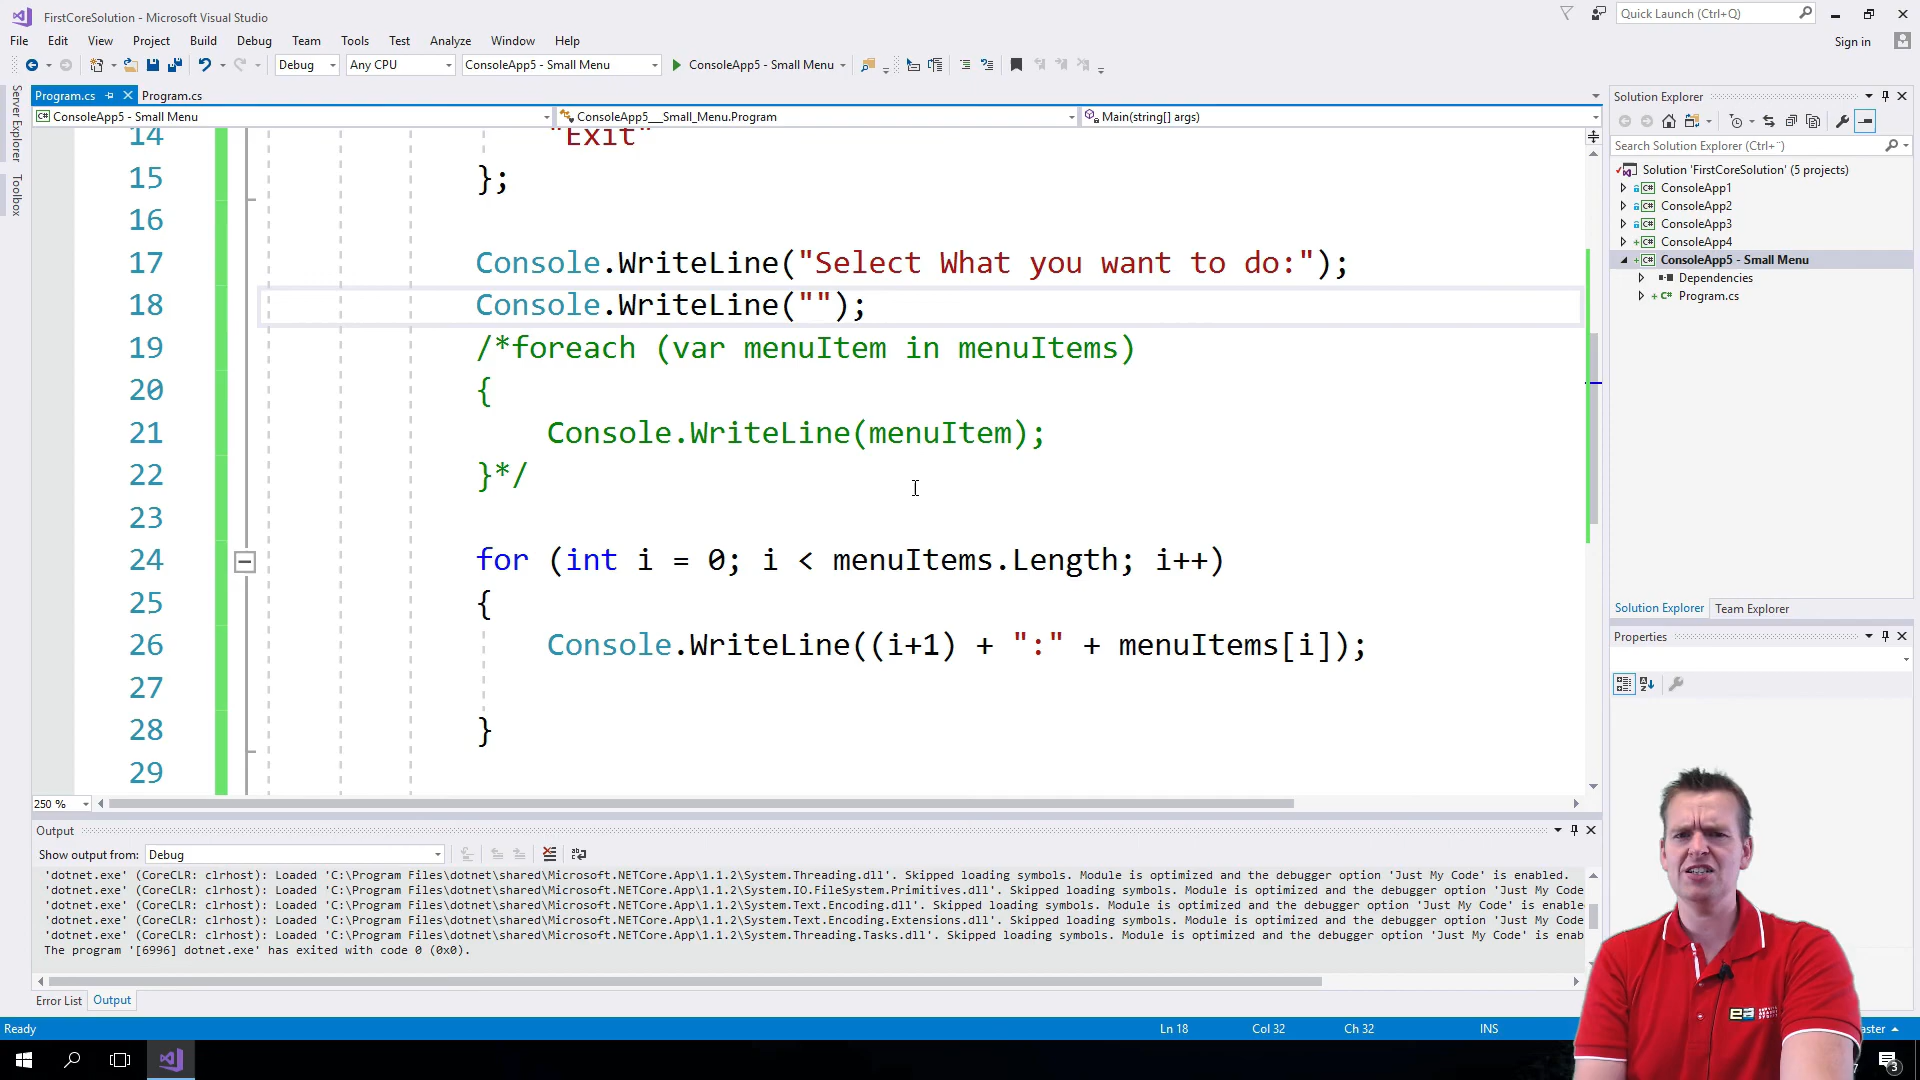 FirstCoreSolution - Microsoft Visual Studio
Quick Launch (Ctrl+Q)
File Edit View Project Build Debug Team Tools Test Analyze Window Help
Sign in
Debug Any CPU ConsoleApp5 - Small Menu ConsoleApp5 - Small Menu
Server Explorer
Toolbox
Program.cs Program.cs
ConsoleApp5 - Small Menu ConsoleApp5__Small_Menu.Program Main(string[] args)
14 "Exit"
15 };
16
17 Console.WriteLine("Select What you want to do:");
18 Console.WriteLine("");
19 /*foreach (var menuItem in menuItems)
20 {
21 Console.WriteLine(menuItem);
22 }*/
23
24 for (int i = 0; i < menuItems.Length; i++)
25 {
26 Console.WriteLine((i+1) + ":" + menuItems[i]);
27
28 }
29
250 %
Solution Explorer
Search Solution Explorer (Ctrl+¨)
Solution 'FirstCoreSolution' (5 projects)
ConsoleApp1
ConsoleApp2
ConsoleApp3
ConsoleApp4
ConsoleApp5 - Small Menu
Dependencies
Program.cs
Solution Explorer Team Explorer
Properties
Output
Show output from: Debug
'dotnet.exe' (CoreCLR: clrhost): Loaded 'C:\Program Files\dotnet\shared\Microsoft.NETCore.App\1.1.2\System.Threading.dll'. Skipped loading symbols. Module is optimized and the debugger option 'Just My Code' is enabled.
'dotnet.exe' (CoreCLR: clrhost): Loaded 'C:\Program Files\dotnet\shared\Microsoft.NETCore.App\1.1.2\System.IO.FileSystem.Primitives.dll'. Skipped loading symbols. Module is optimized and the debugger option 'Just My Code
'dotnet.exe' (CoreCLR: clrhost): Loaded 'C:\Program Files\dotnet\shared\Microsoft.NETCore.App\1.1.2\System.Text.Encoding.dll'. Skipped loading symbols. Module is optimized and the debugger option 'Just My Code' is enable
'dotnet.exe' (CoreCLR: clrhost): Loaded 'C:\Program Files\dotnet\shared\Microsoft.NETCore.App\1.1.2\System.Text.Encoding.Extensions.dll'. Skipped loading symbols. Module is optimized and the debugger option 'Just My Code
'dotnet.exe' (CoreCLR: clrhost): Loaded 'C:\Program Files\dotnet\shared\Microsoft.NETCore.App\1.1.2\System.Threading.Tasks.dll'. Skipped loading symbols. Module is optimized and the debugger option 'Just My Code' is enab
The program '[6996] dotnet.exe' has exited with code 0 (0x0).
Error List Output
Ready Ln 18 Col 32 Ch 32 INS aster
7 3